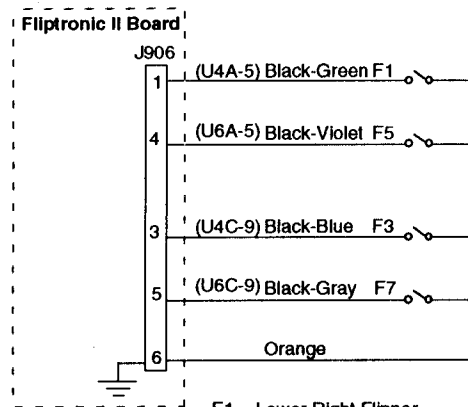 Fliptronic II Board
J906
1 (U4A-5) Black-Green F1
4 (U6A-5) Black-Violet F5
3 (U4C-9) Black-Blue F3
5 (U6C-9) Black-Gray F7
6 Orange
F1 Lower Right Flipper